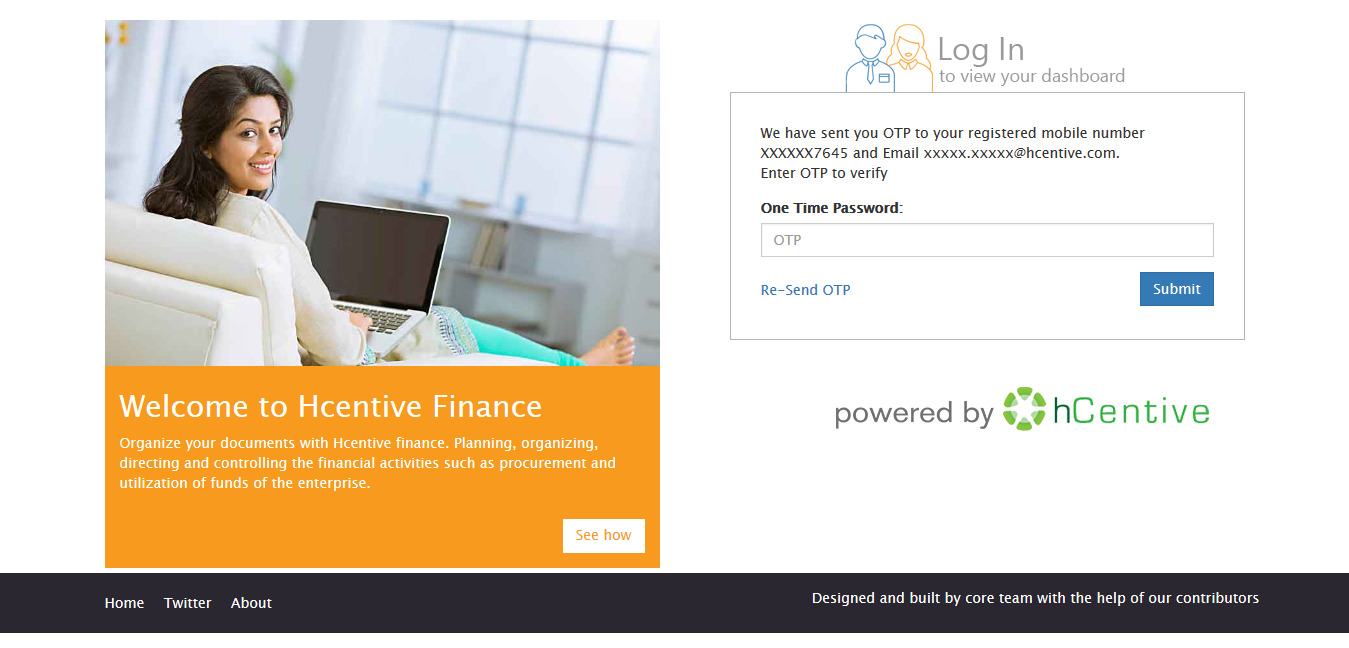 Log In
to view your dashboard
We have sent you OTP to your registered mobile number
XXXXXX7645 and Email xxxxx.xxxxx@hcentive.com.
Enter OTP to verify
One Time Password:
OTP
Re-Send OTP
Submit
powered by hCentive
Welcome to Hcentive Finance
Organize your documents with Hcentive finance. Planning, organizing,
directing and controlling the financial activities such as procurement and
utilization of funds of the enterprise.
See how
Home Twitter About
Designed and built by core team with the help of our contributors